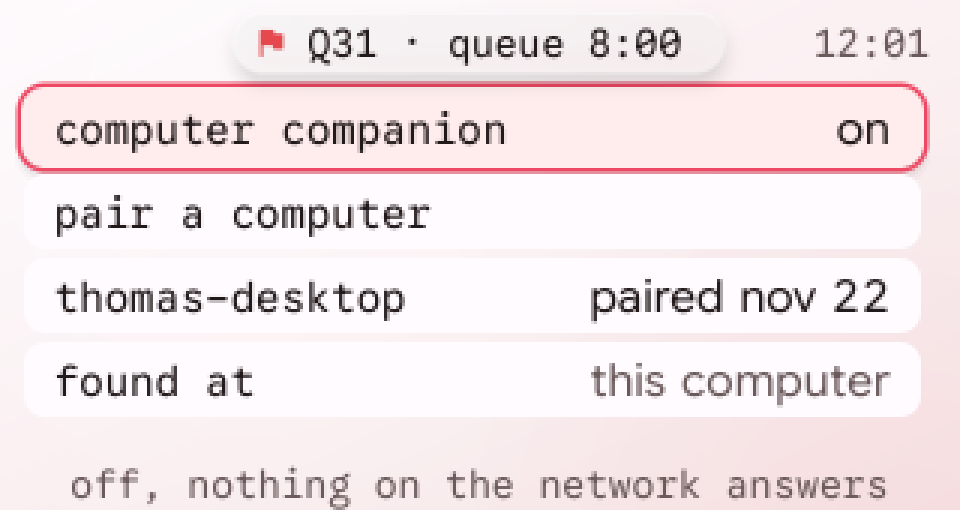 Q31 · queue 8:00
12:01
computer companion on
pair a computer
thomas-desktop paired nov 22
found at this computer
off, nothing on the network answers